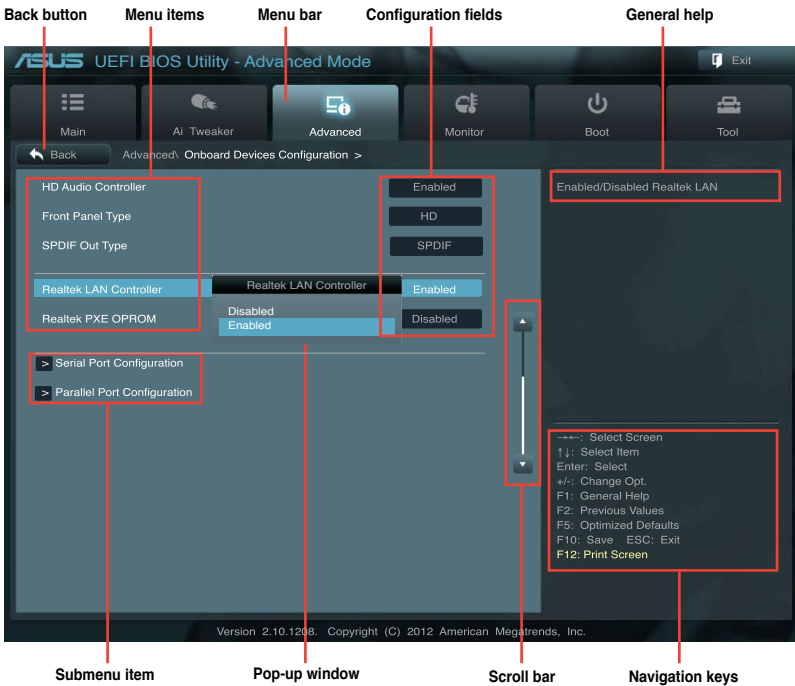 Back button Menu items Menu bar Configuration fields General help
ASUS UEFI BIOS Utility - Advanced Mode Exit
Main Ai Tweaker Advanced Monitor Boot Tool
Back Advanced\ Onboard Devices Configuration >
HD Audio Controller Enabled Enabled/Disabled Realtek LAN
Front Panel Type HD
SPDIF Out Type SPDIF
Realtek LAN Controller Realtek LAN Controller Enabled
Disabled
Enabled
Realtek PXE OPROM Disabled
> Serial Port Configuration
> Parallel Port Configuration
→←: Select Screen
↑↓: Select Item
Enter: Select
+/-: Change Opt.
F1: General Help
F2: Previous Values
F5: Optimized Defaults
F10: Save ESC: Exit
F12: Print Screen
Version 2.10.1208. Copyright (C) 2012 American Megatrends, Inc.
Submenu item Pop-up window Scroll bar Navigation keys